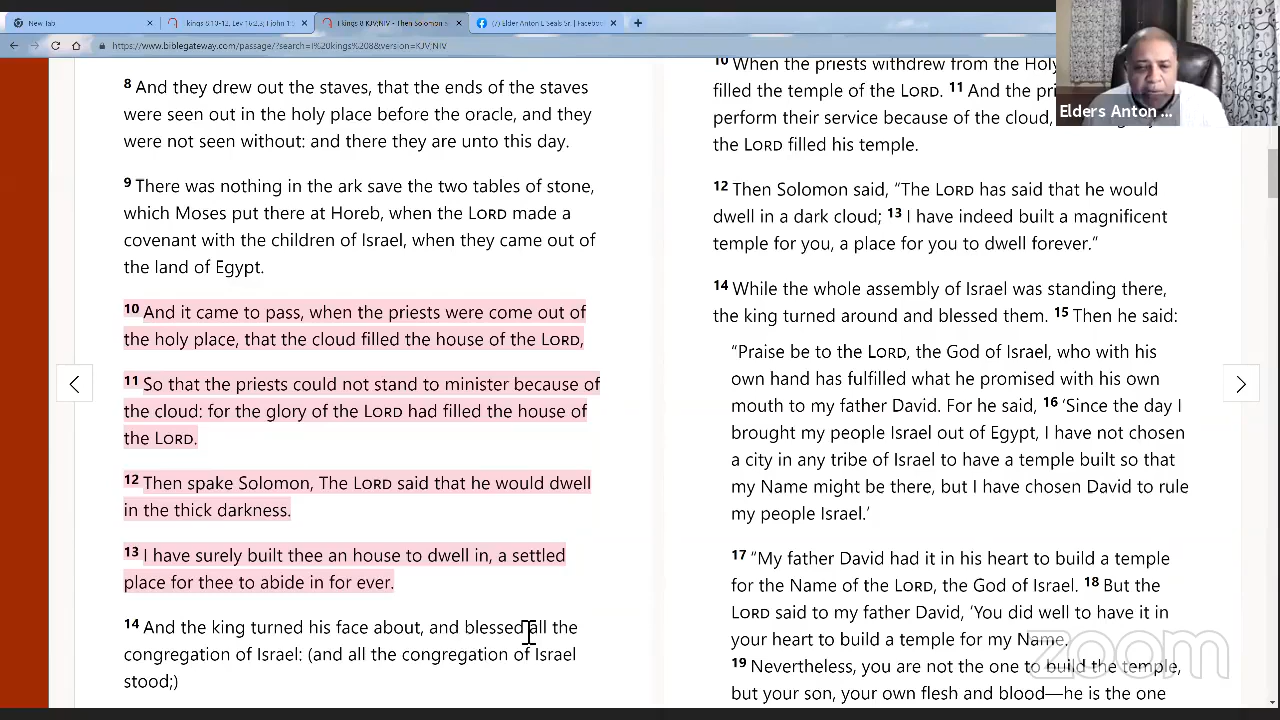 New Tab
I kings 8:10-12, Lev 16:2,3; I john 1:5
I kings 8 KJV;NIV - Then Solomon s
(7) Elder Anton L Seals Sr. | Facebook
https://www.biblegateway.com/passage/?search=I%20kings%208&version=KJV;NIV
8 And they drew out the staves, that the ends of the staves
were seen out in the holy place before the oracle, and they
were not seen without: and there they are unto this day.
9 There was nothing in the ark save the two tables of stone,
which Moses put there at Horeb, when the LORD made a
covenant with the children of Israel, when they came out of
the land of Egypt.
10 And it came to pass, when the priests were come out of
the holy place, that the cloud filled the house of the LORD,
11 So that the priests could not stand to minister because of
the cloud: for the glory of the LORD had filled the house of
the LORD.
12 Then spake Solomon, The LORD said that he would dwell
in the thick darkness.
13 I have surely built thee an house to dwell in, a settled
place for thee to abide in for ever.
14 And the king turned his face about, and blessed all the
congregation of Israel: (and all the congregation of Israel
stood;)
10 When the priests withdrew from the Holy
filled the temple of the LORD. 11 And the pri
perform their service because of the cloud,
the LORD filled his temple.
12 Then Solomon said, “The LORD has said that he would
dwell in a dark cloud; 13 I have indeed built a magnificent
temple for you, a place for you to dwell forever.”
14 While the whole assembly of Israel was standing there,
the king turned around and blessed them. 15 Then he said:
“Praise be to the LORD, the God of Israel, who with his
own hand has fulfilled what he promised with his own
mouth to my father David. For he said, 16 ‘Since the day I
brought my people Israel out of Egypt, I have not chosen
a city in any tribe of Israel to have a temple built so that
my Name might be there, but I have chosen David to rule
my people Israel.’
17 “My father David had it in his heart to build a temple
for the Name of the LORD, the God of Israel. 18 But the
LORD said to my father David, ‘You did well to have it in
your heart to build a temple for my Name.
19 Nevertheless, you are not the one to build the temple,
but your son, your own flesh and blood—he is the one
Elders Anton ...
zoom